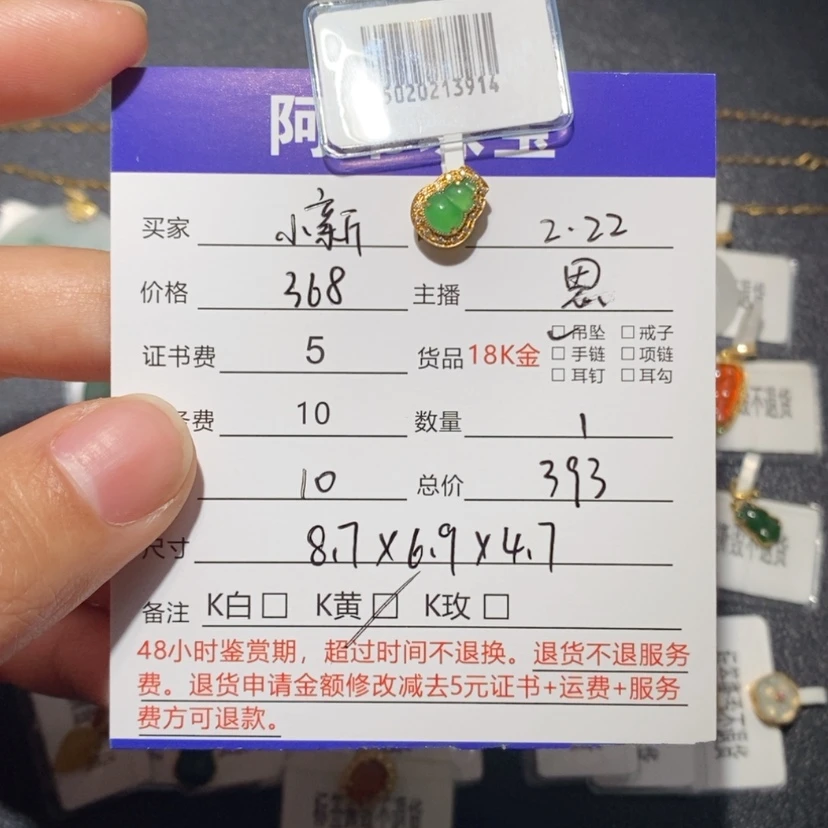 5020213914
阿
买家 小新 2.22
价格 368 主播 恩
证书费 5 货品 18K金 吊坠 戒子
手链 项链
耳钉 耳勾
费 10 数量 1
10 总价 393
尺寸 8.7×6.9×4.7
备注 K白 K黄 K玫
48小时鉴赏期，超过时间不退换。退货不退服务
费。退货申请金额修改减去5元证书+运费+服务
费方可退款。
不退货